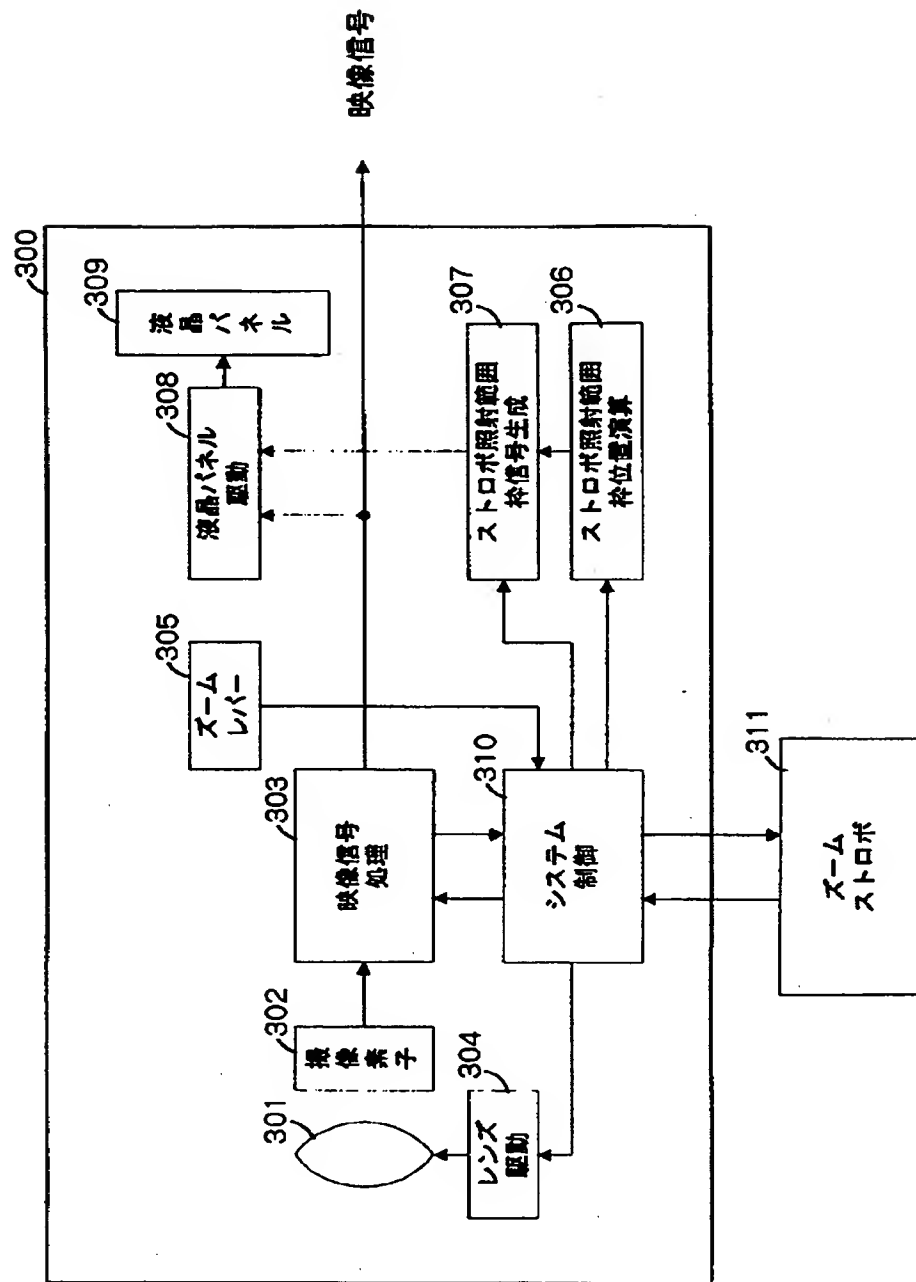 300
映像信号
309
液晶パネル
308
液晶パネル
駆動
305
ズーム
レバー
307
ストロボ照射範囲
枠信号生成
306
ストロボ照射範囲
枠位置演算
303
映像信号
処理
302
撮像素子
301
304
レンズ
駆動
310
システム
制御
311
ズーム
ストロボ